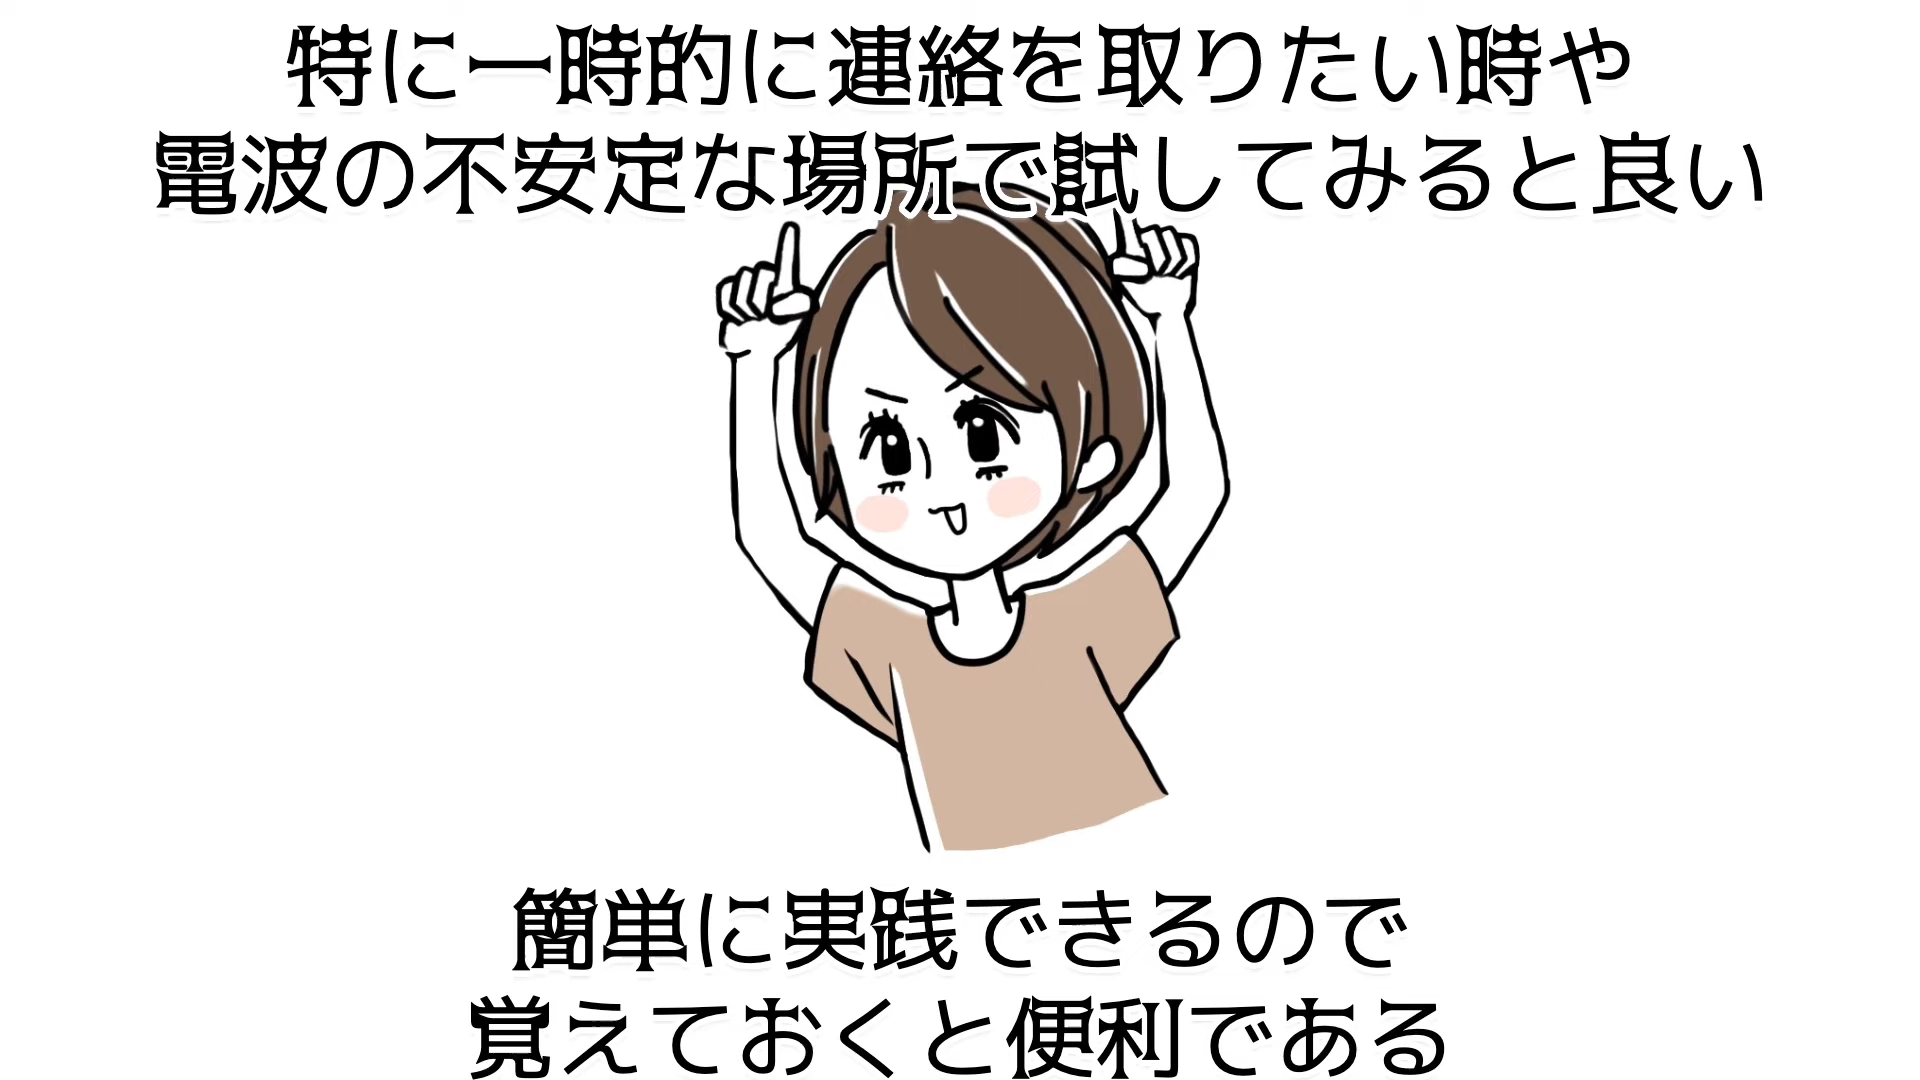 特に一時的に連絡を取りたい時や
電波の不安定な場所で試してみると良い
簡単に実践できるので
覚えておくと便利である